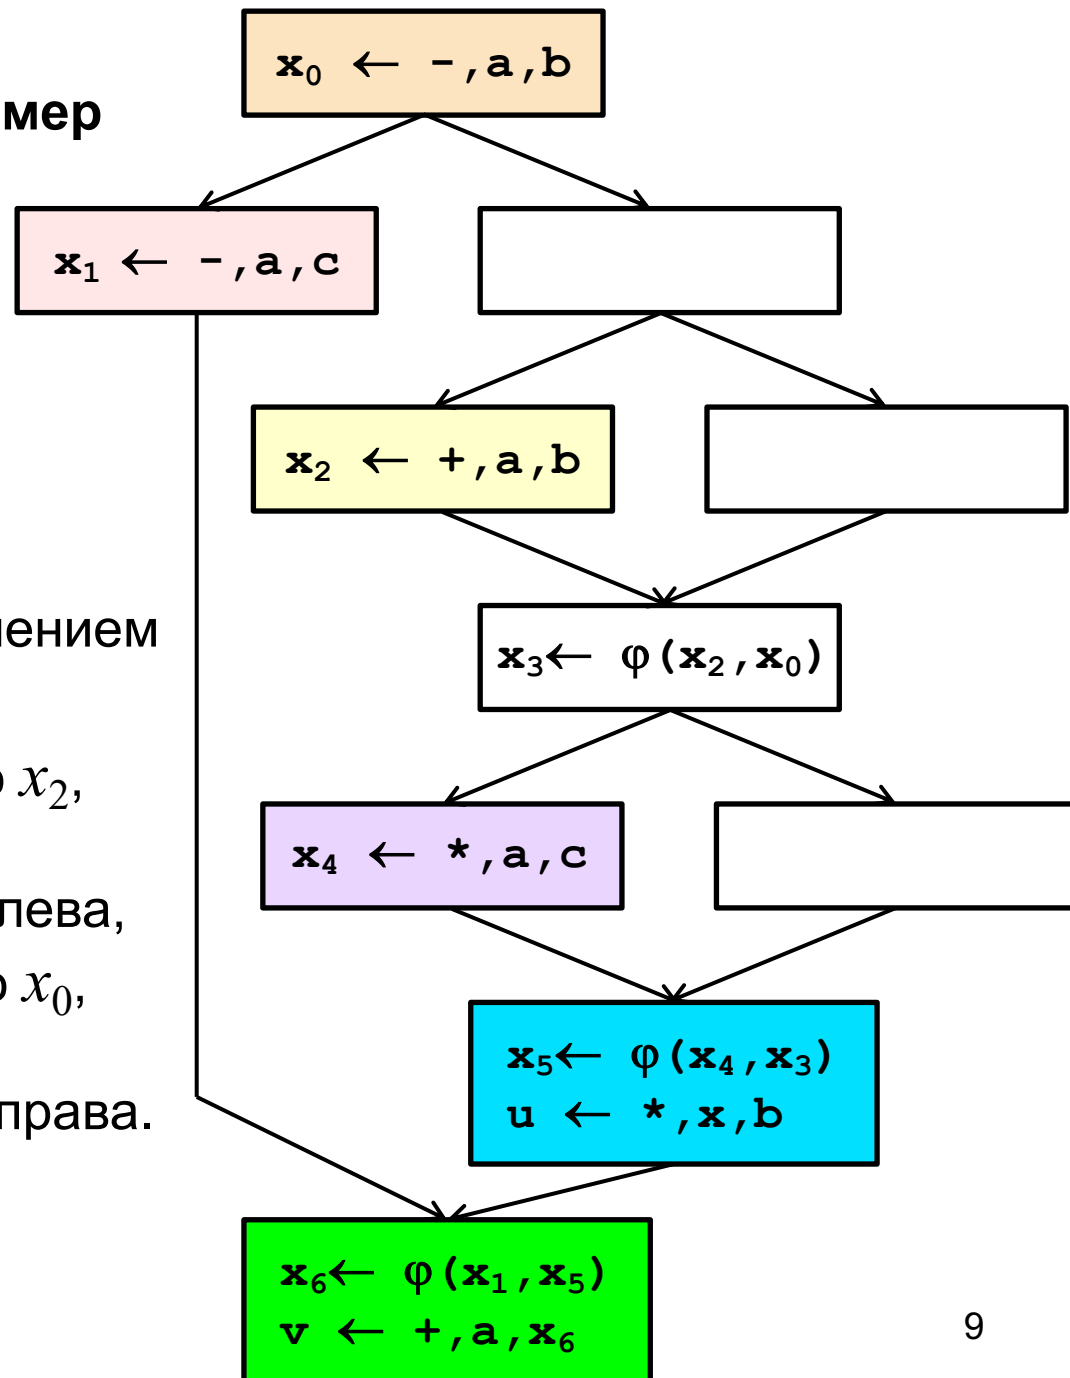 x₀ ← -,a,b
мер
x₁ ← -,a,c
x₂ ← +,a,b
нением
x₃← φ(x₂,x₀)
x₂,
x₄ ← *,a,c
лева,
x₀,
x₅← φ(x₄,x₃)
u ← *,x,b
права.
x₆← φ(x₁,x₅)
v ← +,a,x₆
9